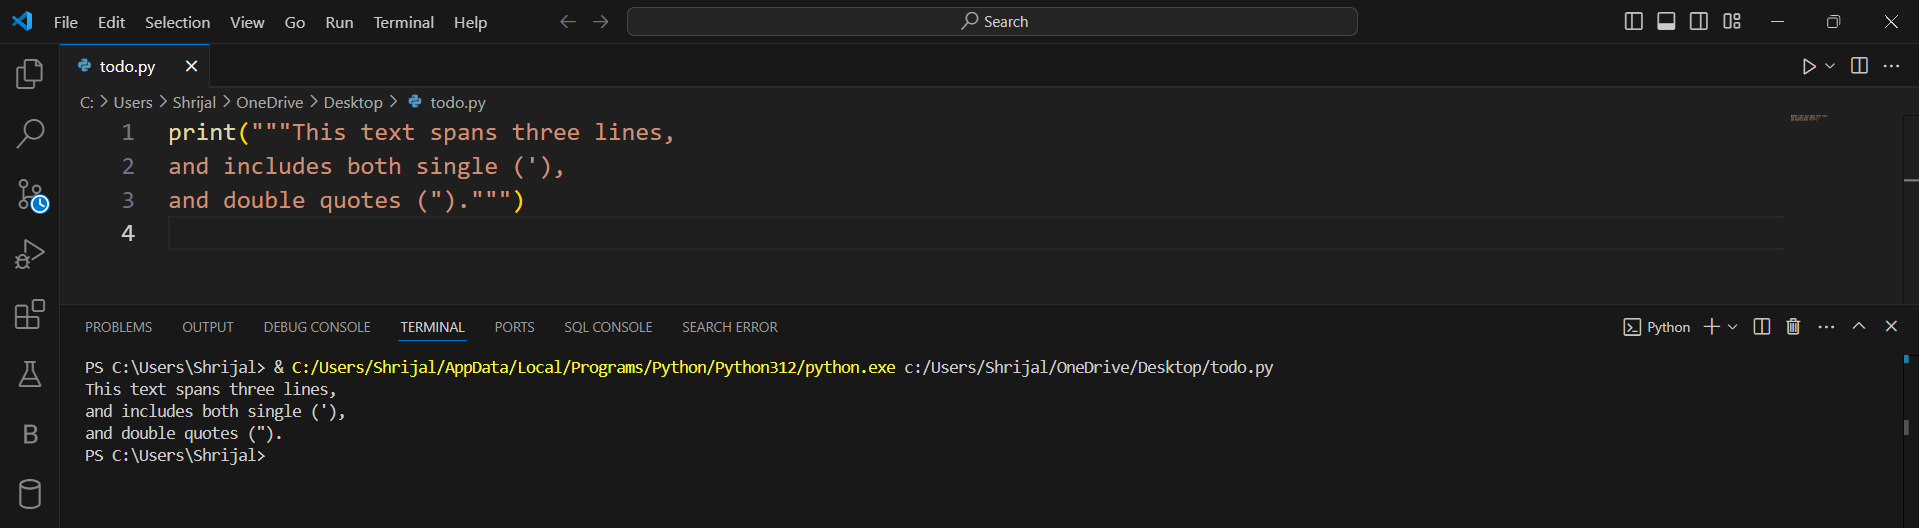 File Edit Selection View Go Run Terminal Help Search
todo.py
C: > Users > Shrijal > OneDrive > Desktop > todo.py
1 print("""This text spans three lines,
2 and includes both single ('),
3 and double quotes (").""")
4
PROBLEMS OUTPUT DEBUG CONSOLE TERMINAL PORTS SQL CONSOLE SEARCH ERROR Python
PS C:\Users\Shrijal> & C:/Users/Shrijal/AppData/Local/Programs/Python/Python312/python.exe c:/Users/Shrijal/OneDrive/Desktop/todo.py
This text spans three lines,
and includes both single ('),
and double quotes (").
PS C:\Users\Shrijal>
B